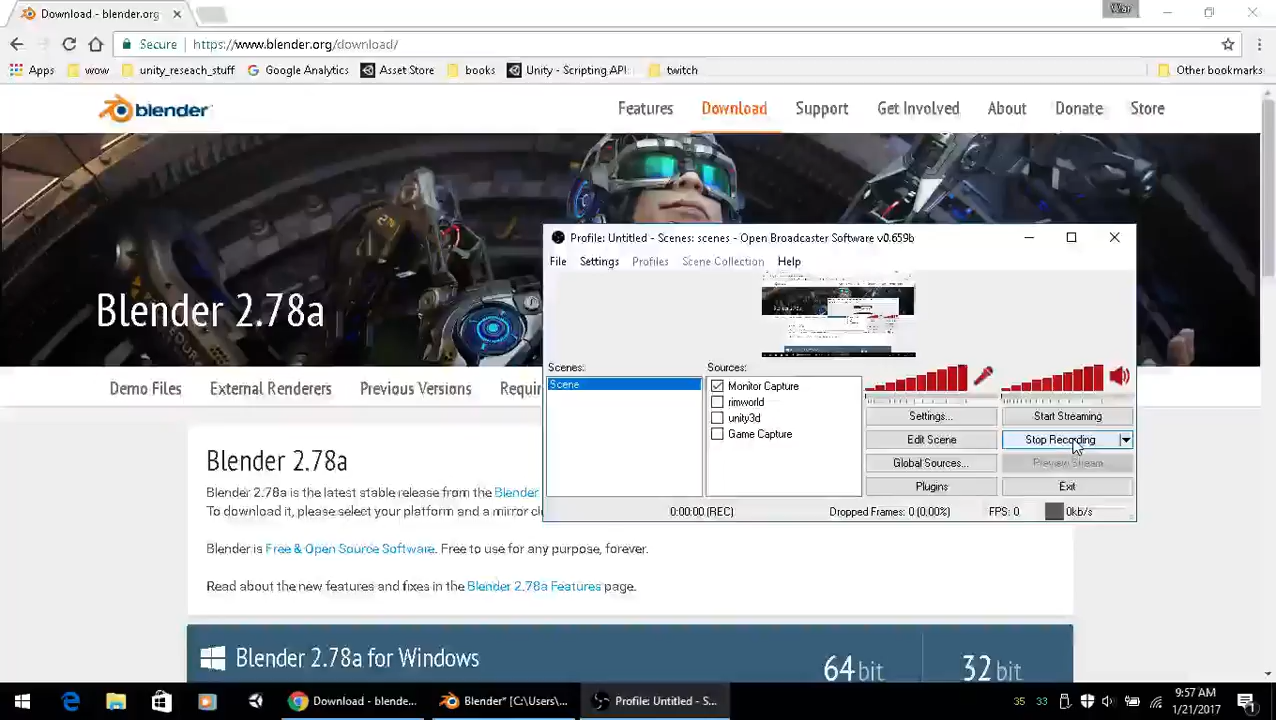 Download - blender.org
War
Secure
https://www.blender.org/download/
Apps
wow
unity_reseach_stuff
Google Analytics
Asset Store
books
Unity - Scripting API:
twitch
Other bookmarks
blender
Features
Download
Support
Get Involved
About
Donate
Store
Blender 2.78a
Demo Files
External Renderers
Previous Versions
Requir
Blender 2.78a
Blender 2.78a is the latest stable release from the Blender
To download it, please select your platform and a mirror cl
Blender is Free & Open Source Software. Free to use for any purpose, forever.
Read about the new features and fixes in the Blender 2.78a Features page.
Blender 2.78a for Windows
64 bit
32 bit
Profile: Untitled - Scenes: scenes - Open Broadcaster Software v0.659b
File
Settings
Profiles
Scene Collection
Help
Scenes:
Scene
Sources:
Monitor Capture
rimworld
unity3d
Game Capture
Settings...
Start Streaming
Edit Scene
Stop Recording
Global Sources...
Preview Stream
Plugins
Exit
0:00:00 (REC)
Dropped Frames: 0 (0.00%)
FPS: 0
0kb/s
Download - blende...
Blender* [C:\Users\...
Profile: Untitled - S...
35
33
9:57 AM
1/21/2017